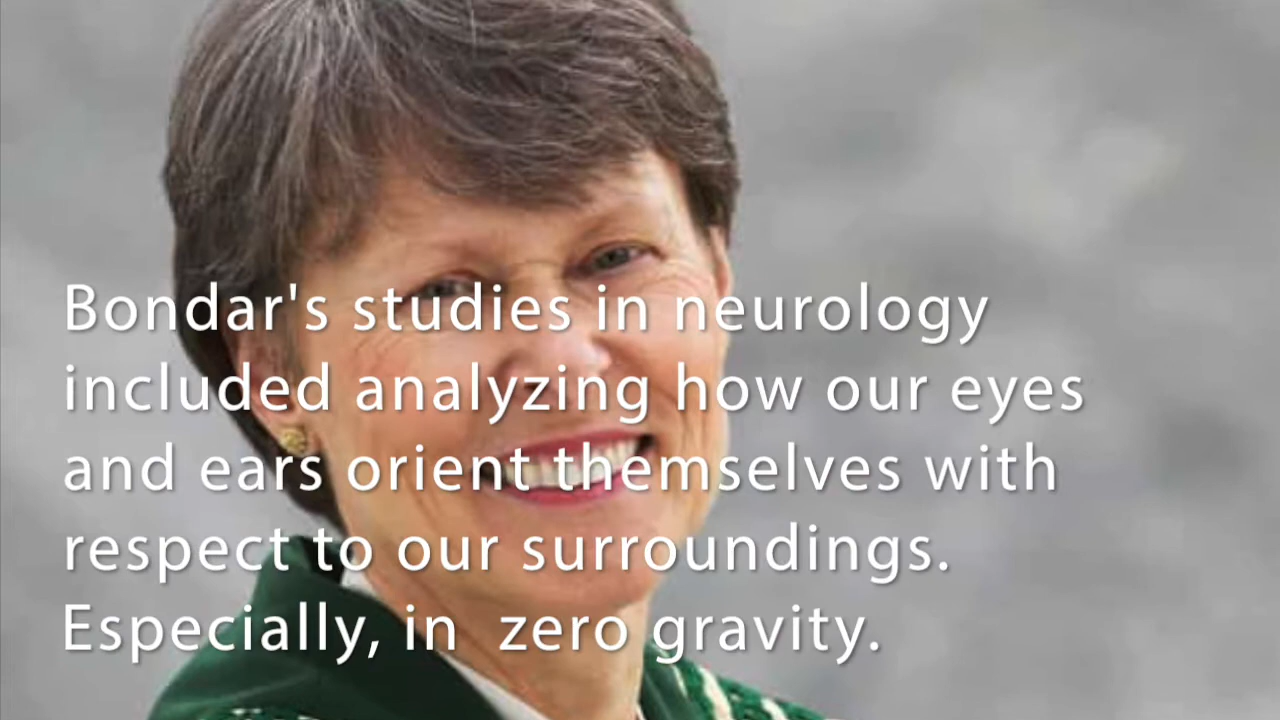 Bondar's studies in neurology
included analyzing how our eyes
and ears orient themselves with
respect to our surroundings.
Especially, in  zero gravity.